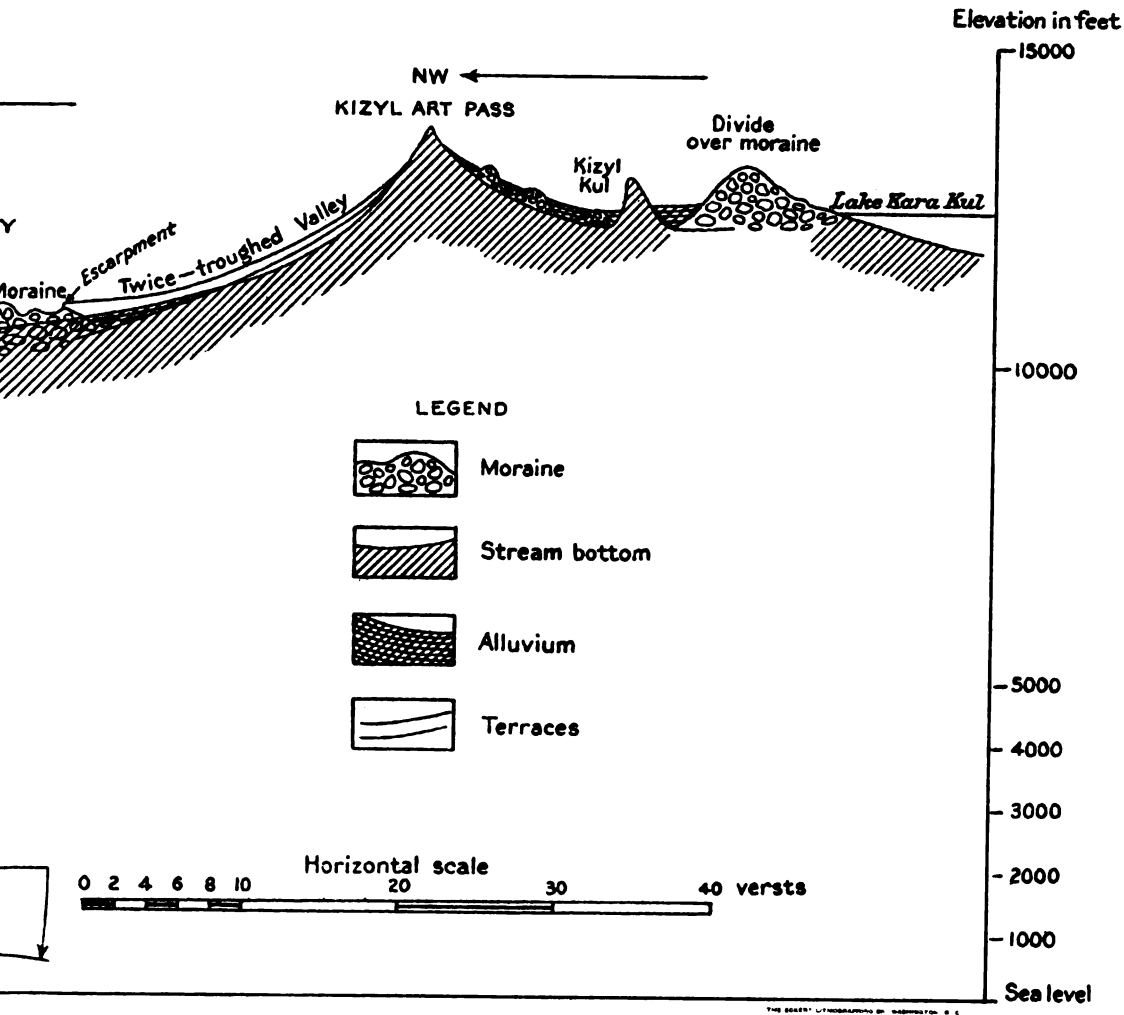 Elevation in feet
15000
NW
KIZYL ART PASS
Divide
over moraine
Kizyl
Kul
Lake Kara Kul
Y
Escarpment
Twice-troughed Valley
Moraine
10000
LEGEND
Moraine
Stream bottom
Alluvium
Terraces
5000
4000
3000
2000
1000
Sea level
Horizontal scale
0 2 4 6 8 10 20 30 40 versts